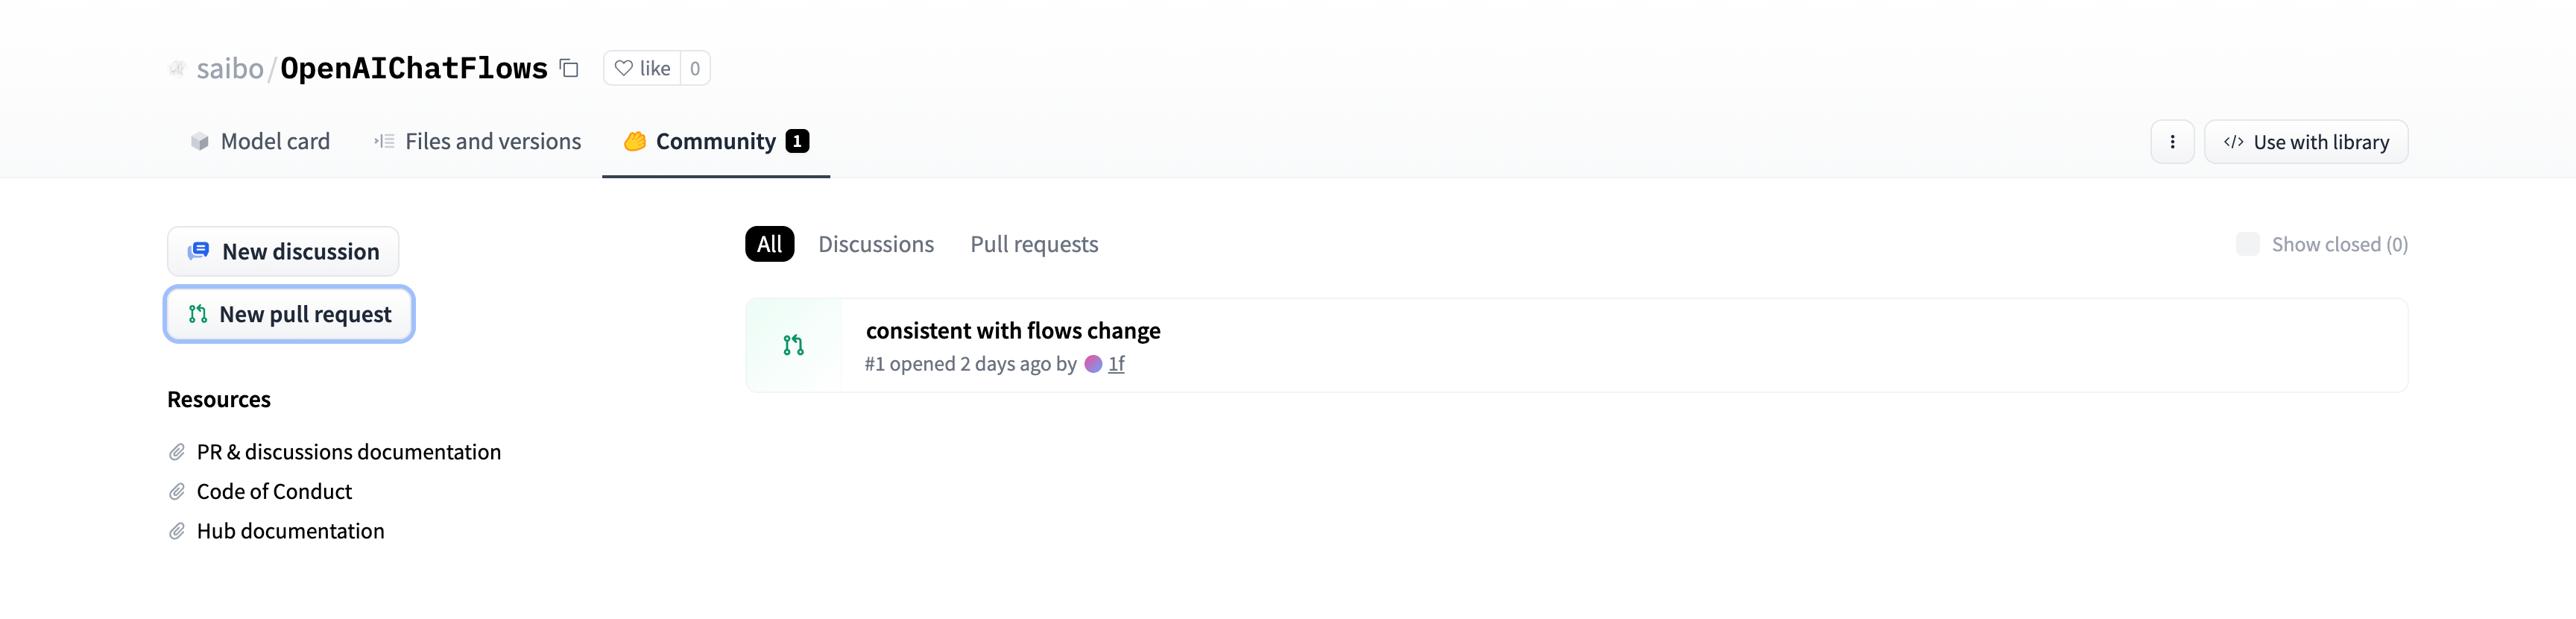 saibo/OpenAIChatFlows like 0
Model card Files and versions Community 1 Use with library
New discussion
New pull request
Resources
PR & discussions documentation
Code of Conduct
Hub documentation
All Discussions Pull requests Show closed (0)
consistent with flows change
#1 opened 2 days ago by 1f